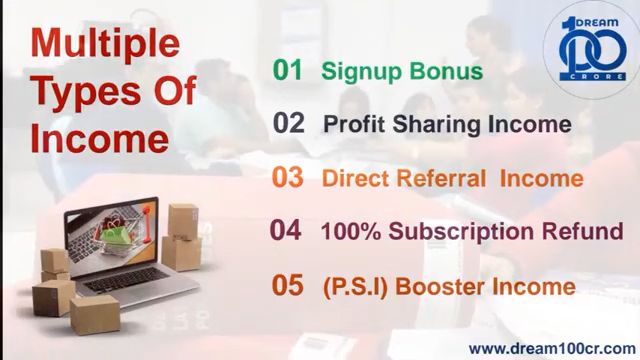 Multiple
Types Of
Income
DREAM
100
CRORE
01 Signup Bonus
02 Profit Sharing Income
03 Direct Referral Income
04 100% Subscription Refund
05 (P.S.I) Booster Income
www.dream100cr.com